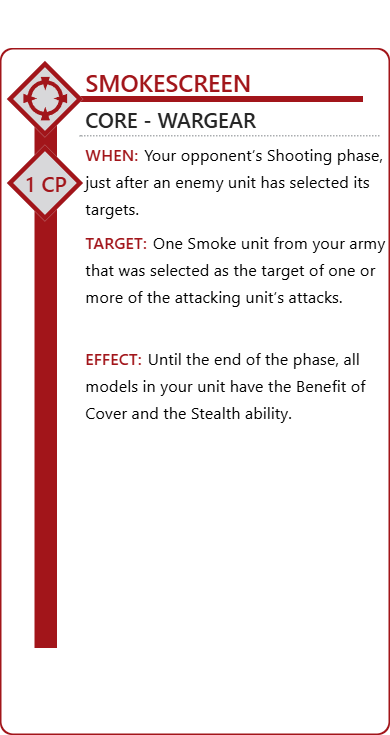 SMOKESCREEN
CORE - WARGEAR
1 CP
WHEN: Your opponent’s Shooting phase,
just after an enemy unit has selected its
targets.
TARGET: One Smoke unit from your army
that was selected as the target of one or
more of the attacking unit’s attacks.
EFFECT: Until the end of the phase, all
models in your unit have the Benefit of
Cover and the Stealth ability.